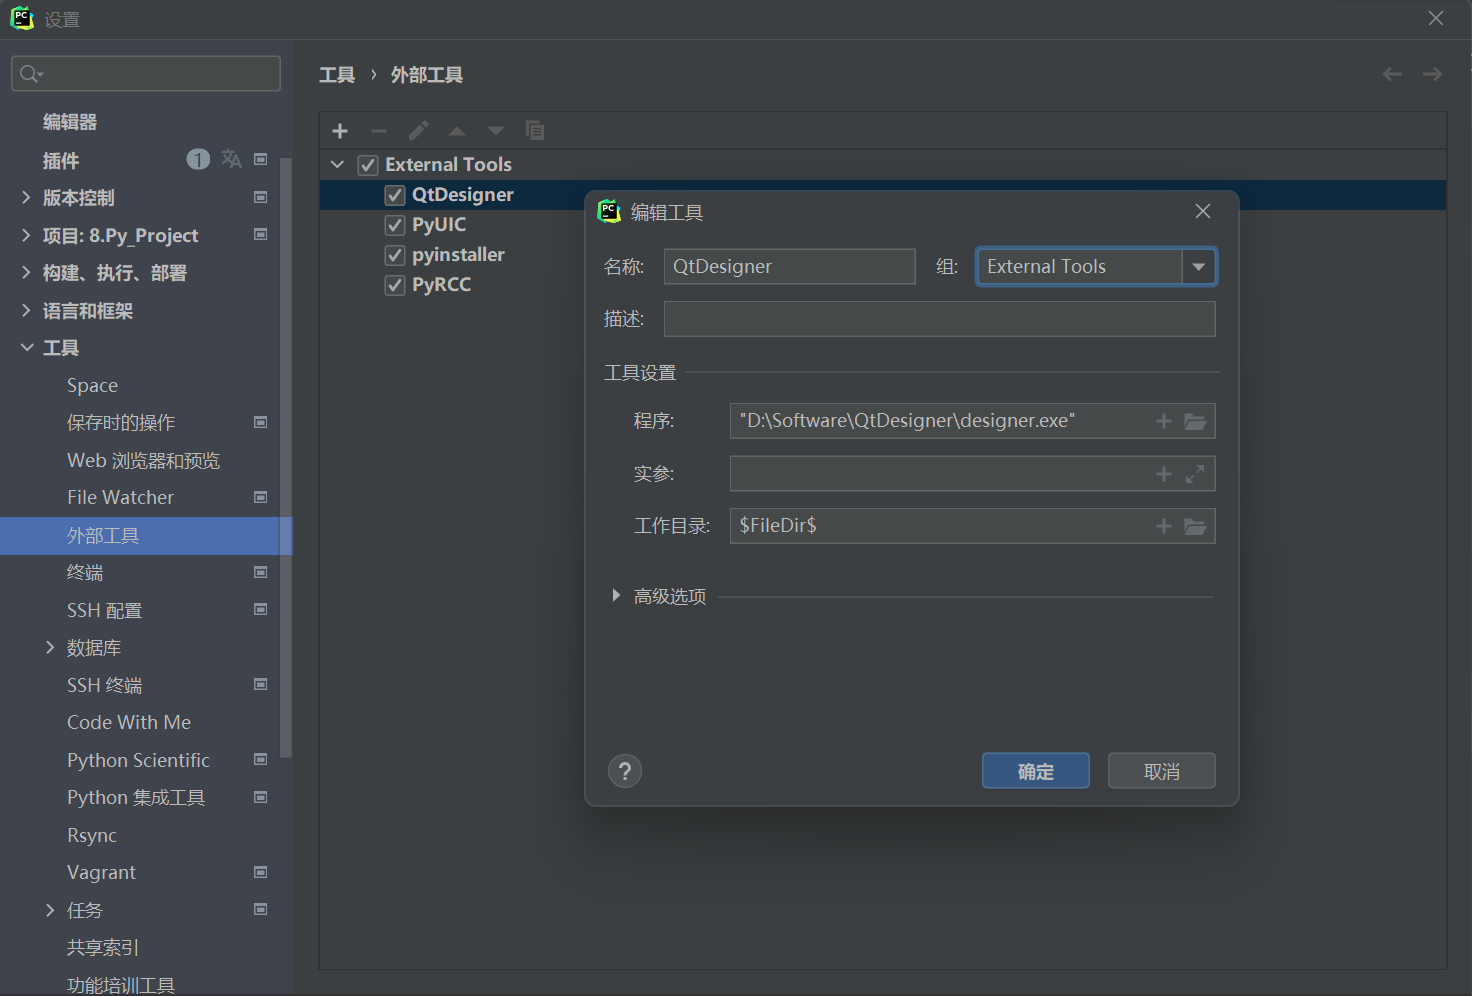 设置
编辑器
插件 1
版本控制
项目: 8.Py_Project
构建、执行、部署
语言和框架
工具
Space
保存时的操作
Web 浏览器和预览
File Watcher
外部工具
终端
SSH 配置
数据库
SSH 终端
Code With Me
Python Scientific
Python 集成工具
Rsync
Vagrant
任务
共享索引
功能培训工具
工具 › 外部工具
External Tools
QtDesigner
PyUIC
pyinstaller
PyRCC
编辑工具
名称: QtDesigner 组: External Tools
描述:
工具设置
程序: "D:\Software\QtDesigner\designer.exe"
实参:
工作目录: $FileDir$
高级选项
? 确定 取消